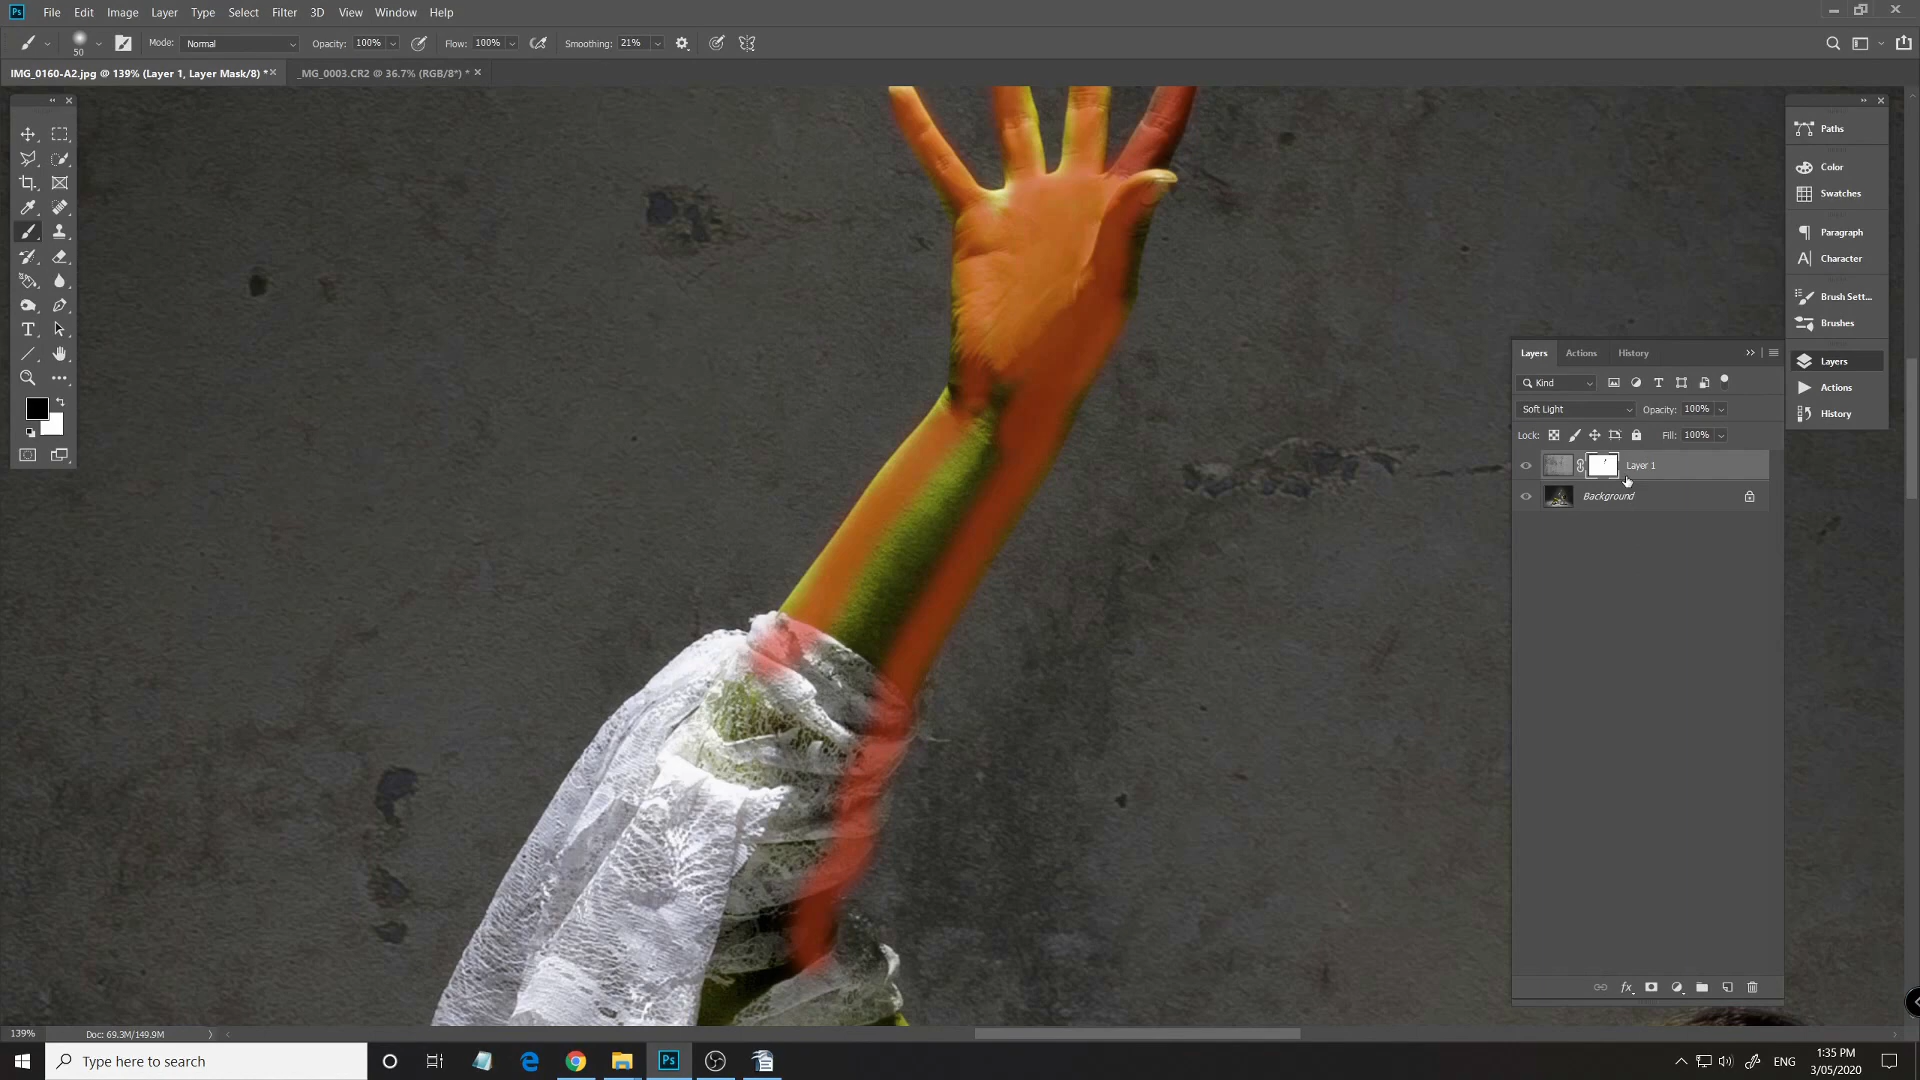 Ps File Edit Image Layer Type Select Filter 3D View Window Help
50 Mode: Normal Opacity: 100% Flow: 100% Smoothing: 21%
IMG_0160-A2.jpg @ 139% (Layer 1, Layer Mask/8) * × _MG_0003.CR2 @ 36.7% (RGB/8*) * ×
Paths
Color
Swatches
Paragraph
Character
Brush Sett...
Brushes
Layers
Actions
History
Layers Actions History
Kind
Soft Light Opacity: 100%
Lock: Fill: 100%
Layer 1
Background
fx
139% Doc: 69.3M/149.9M
Type here to search
Ps
ENG
1:35 PM
3/05/2020